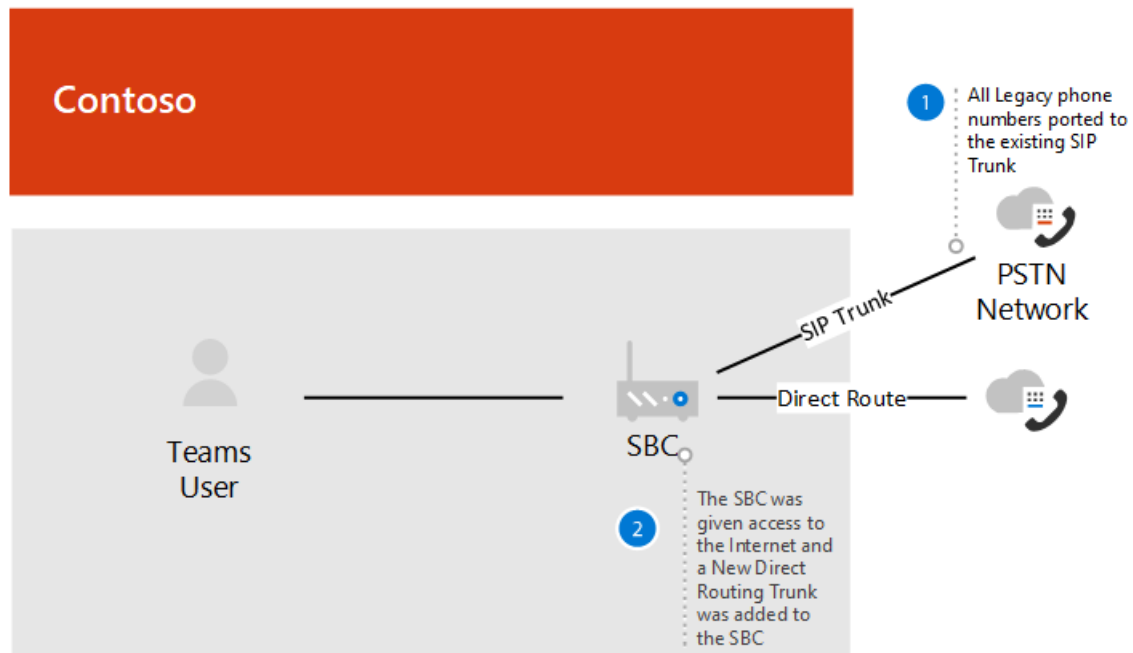 Contoso
1
All Legacy phone
numbers ported to
the existing SIP
Trunk
PSTN
Network
SIP Trunk
Direct Route
Teams
User
SBC
2
The SBC was
given access to
the Internet and
a New Direct
Routing Trunk
was added to
the SBC